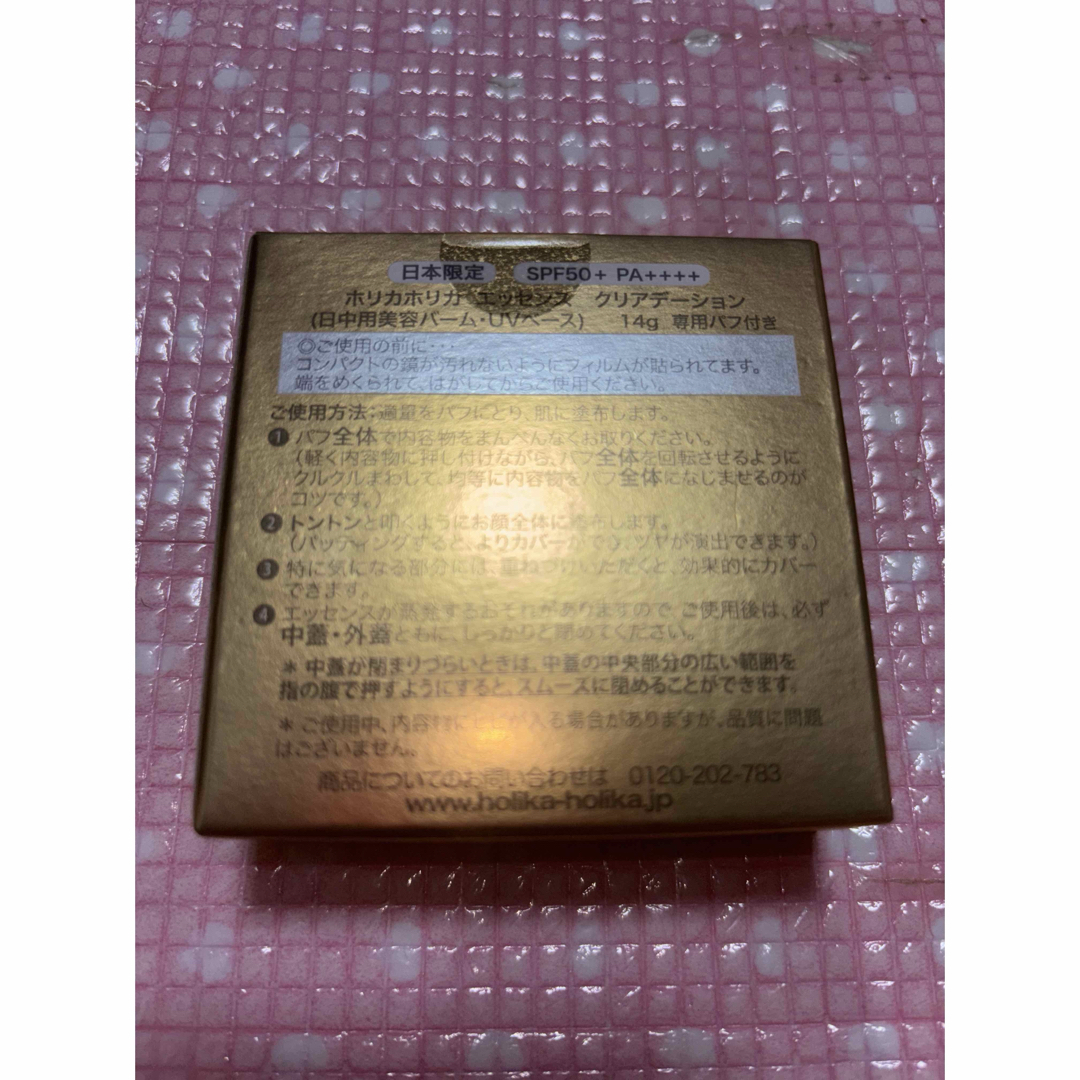 日本限定 SPF50+ PA++++
ホリカホリカ エッセンス クリアデーション
(日中用美容バーム・UVベース) 14g 専用パフ付き
◎ご使用の前に・・・
コンパクトの鏡が汚れないようにフィルムが貼られてます。
端をめくられて、はがしてからご使用ください。
ご使用方法:適量をパフにとり、肌に塗布します。
❶ パフ全体で内容物をまんべんなくお取りください。
(軽く内容物に押し付けながら、パフ全体を回転させるように
クルクルまわして、均等に内容物をパフ全体になじませるのが
コツです。)
❷ トントンと叩くようにお顔全体に塗布します。
(パッティングすると、よりカバーができ、ツヤが演出できます。)
❸ 特に気になる部分には、重ねづけいただくと、効果的にカバー
できます。
❹ エッセンスが蒸発するおそれがありますので ご使用後は、必ず
中蓋・外蓋ともに、しっかりと閉めてください。
* 中蓋が閉まりづらいときは、中蓋の中央部分の広い範囲を
指の腹で押すようにすると、スムーズに閉めることができます。
* ご使用中、内容物にヒビが入る場合がありますが、品質に問題
はございません。
商品についてのお問い合わせは 0120-202-783
www.holika-holika.jp